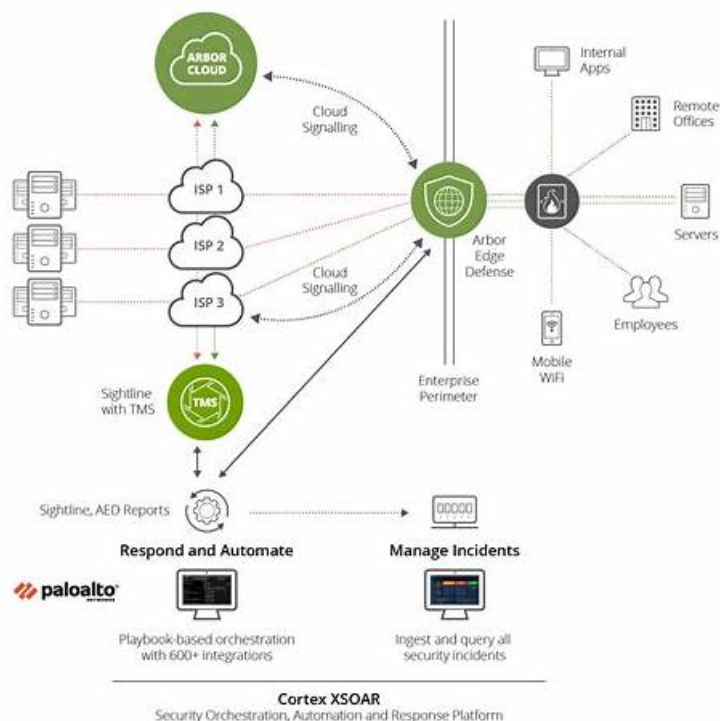 ARBOR
CLOUD
Cloud
Signalling
Internal
Apps
Remote
Offices
ISP 1
ISP 2
ISP 3
Cloud
Signalling
Arbor
Edge
Defense
Servers
Employees
Mobile
WiFi
Enterprise
Perimeter
Sightline
with TMS
TMS
Sightline, AED Reports
00000
Respond and Automate
Manage Incidents
paloalto
NETWORKS
Playbook-based orchestration
with 600+ integrations
Ingest and query all
security incidents
Cortex XSOAR
Security Orchestration, Automation and Response Platform